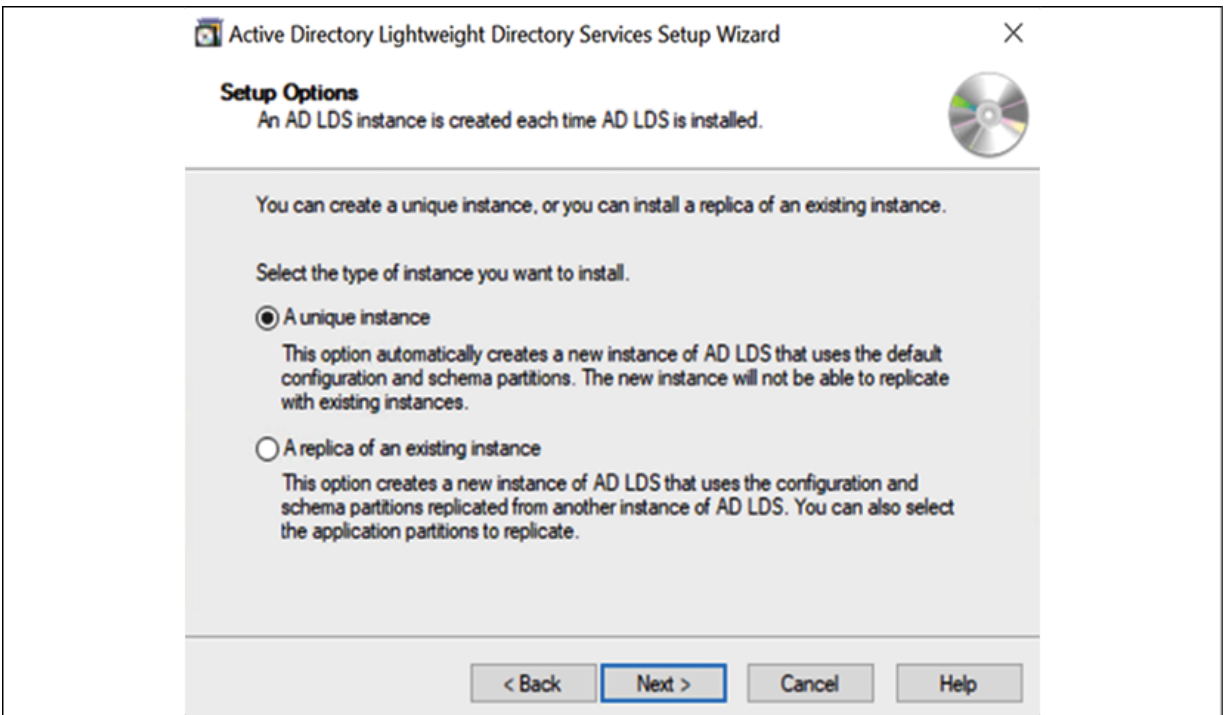 Active Directory Lightweight Directory Services Setup Wizard
Setup Options
An AD LDS instance is created each time AD LDS is installed.
You can create a unique instance, or you can install a replica of an existing instance.
Select the type of instance you want to install.
A unique instance
This option automatically creates a new instance of AD LDS that uses the default
configuration and schema partitions. The new instance will not be able to replicate
with existing instances.
A replica of an existing instance
This option creates a new instance of AD LDS that uses the configuration and
schema partitions replicated from another instance of AD LDS. You can also select
the application partitions to replicate.
< Back Next > Cancel Help